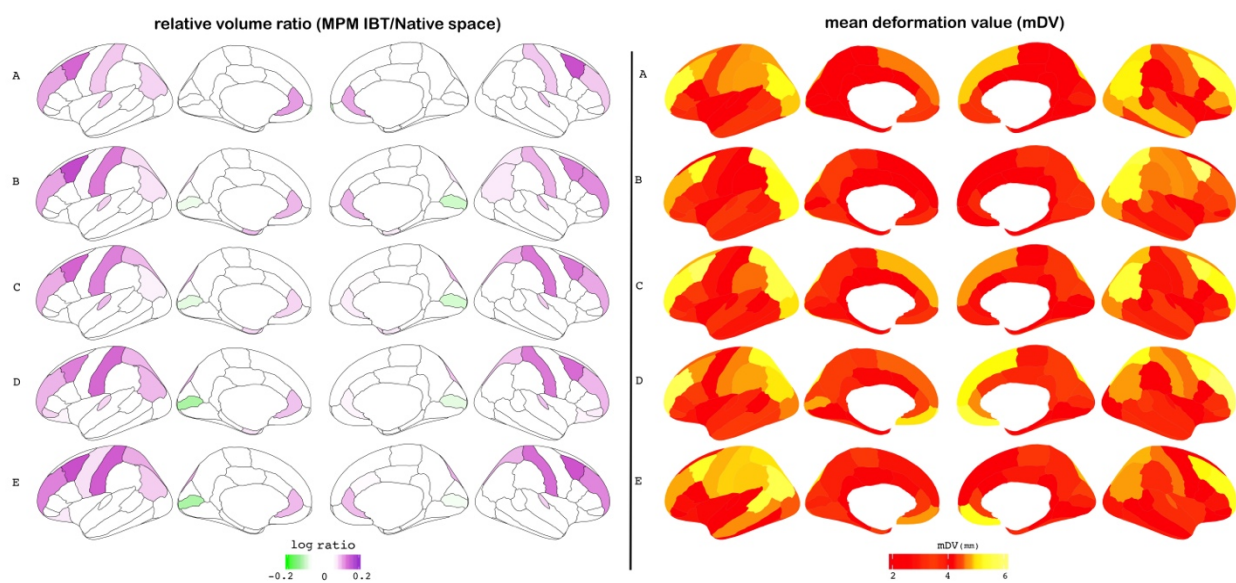 relative volume ratio (MPM IBT/Native space)
A
B
C
D
E
log ratio
-0.2 0 0.2
mean deformation value (mDV)
A
B
C
D
E
mDV(mm)
2 4 6